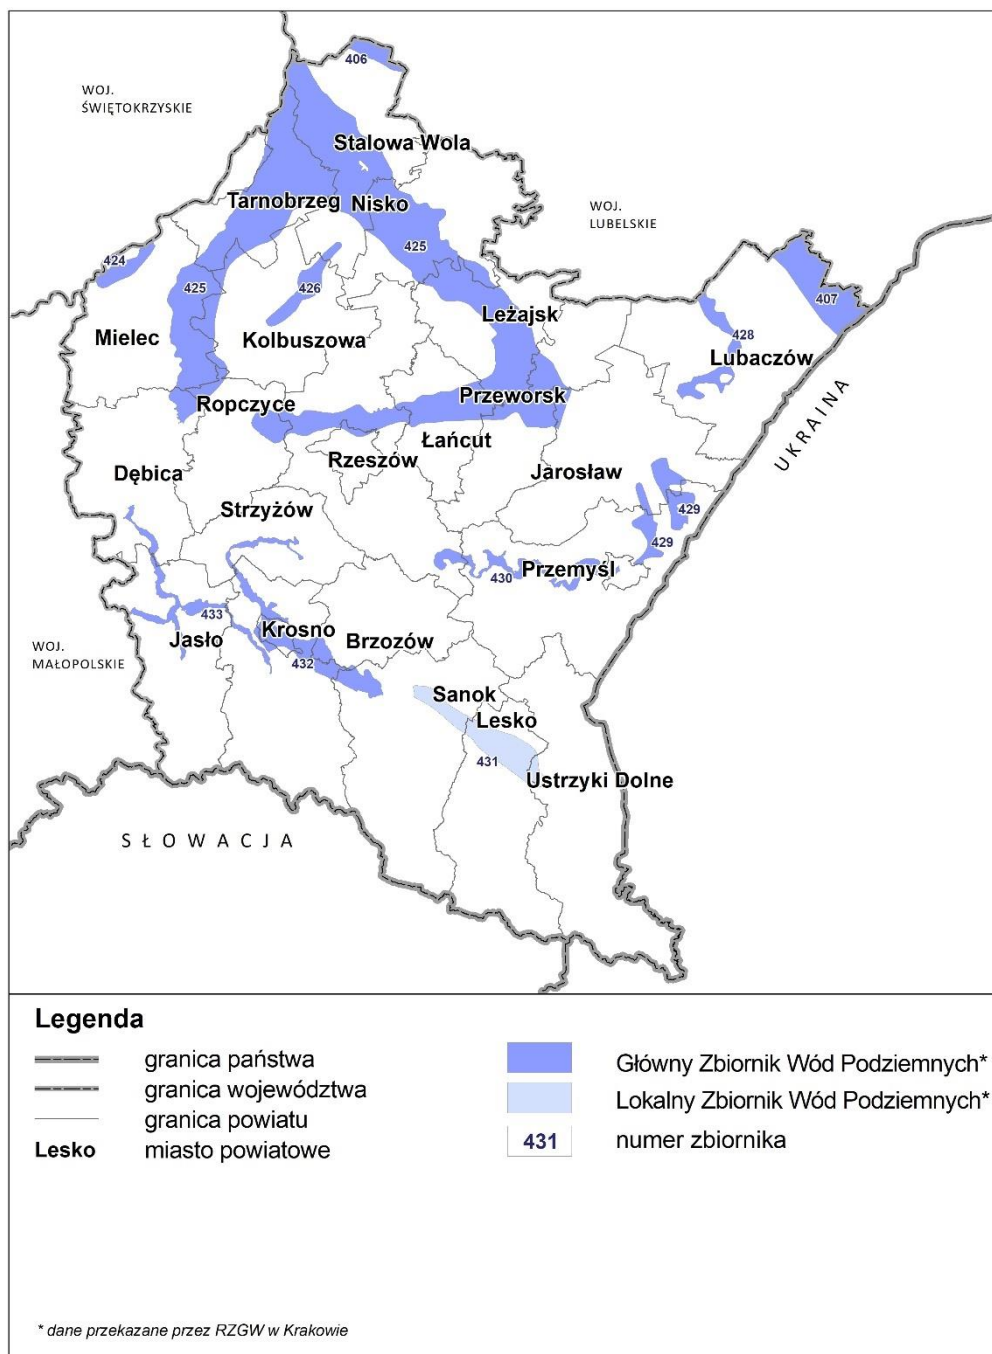 406
WOJ.
ŚWIĘTOKRZYSKIE
Stalowa Wola
Tarnobrzeg
Nisko
WOJ.
LUBELSKIE
425
424
425
426
407
Leżajsk
428
Mielec
Kolbuszowa
Lubaczów
Przeworsk
Ropczyce
UKRAINA
Łańcut
Rzeszów
Dębica
Jarosław
Strzyżów
429
429
Przemyśl
430
433
Krosno
Jasło
Brzozów
WOJ.
MAŁOPOLSKIE
432
Sanok
Lesko
431
Ustrzyki Dolne
SŁOWACJA
Legenda
granica państwa
granica województwa
granica powiatu
Lesko miasto powiatowe
Główny Zbiornik Wód Podziemnych*
Lokalny Zbiornik Wód Podziemnych*
431 numer zbiornika
* dane przekazane przez RZGW w Krakowie